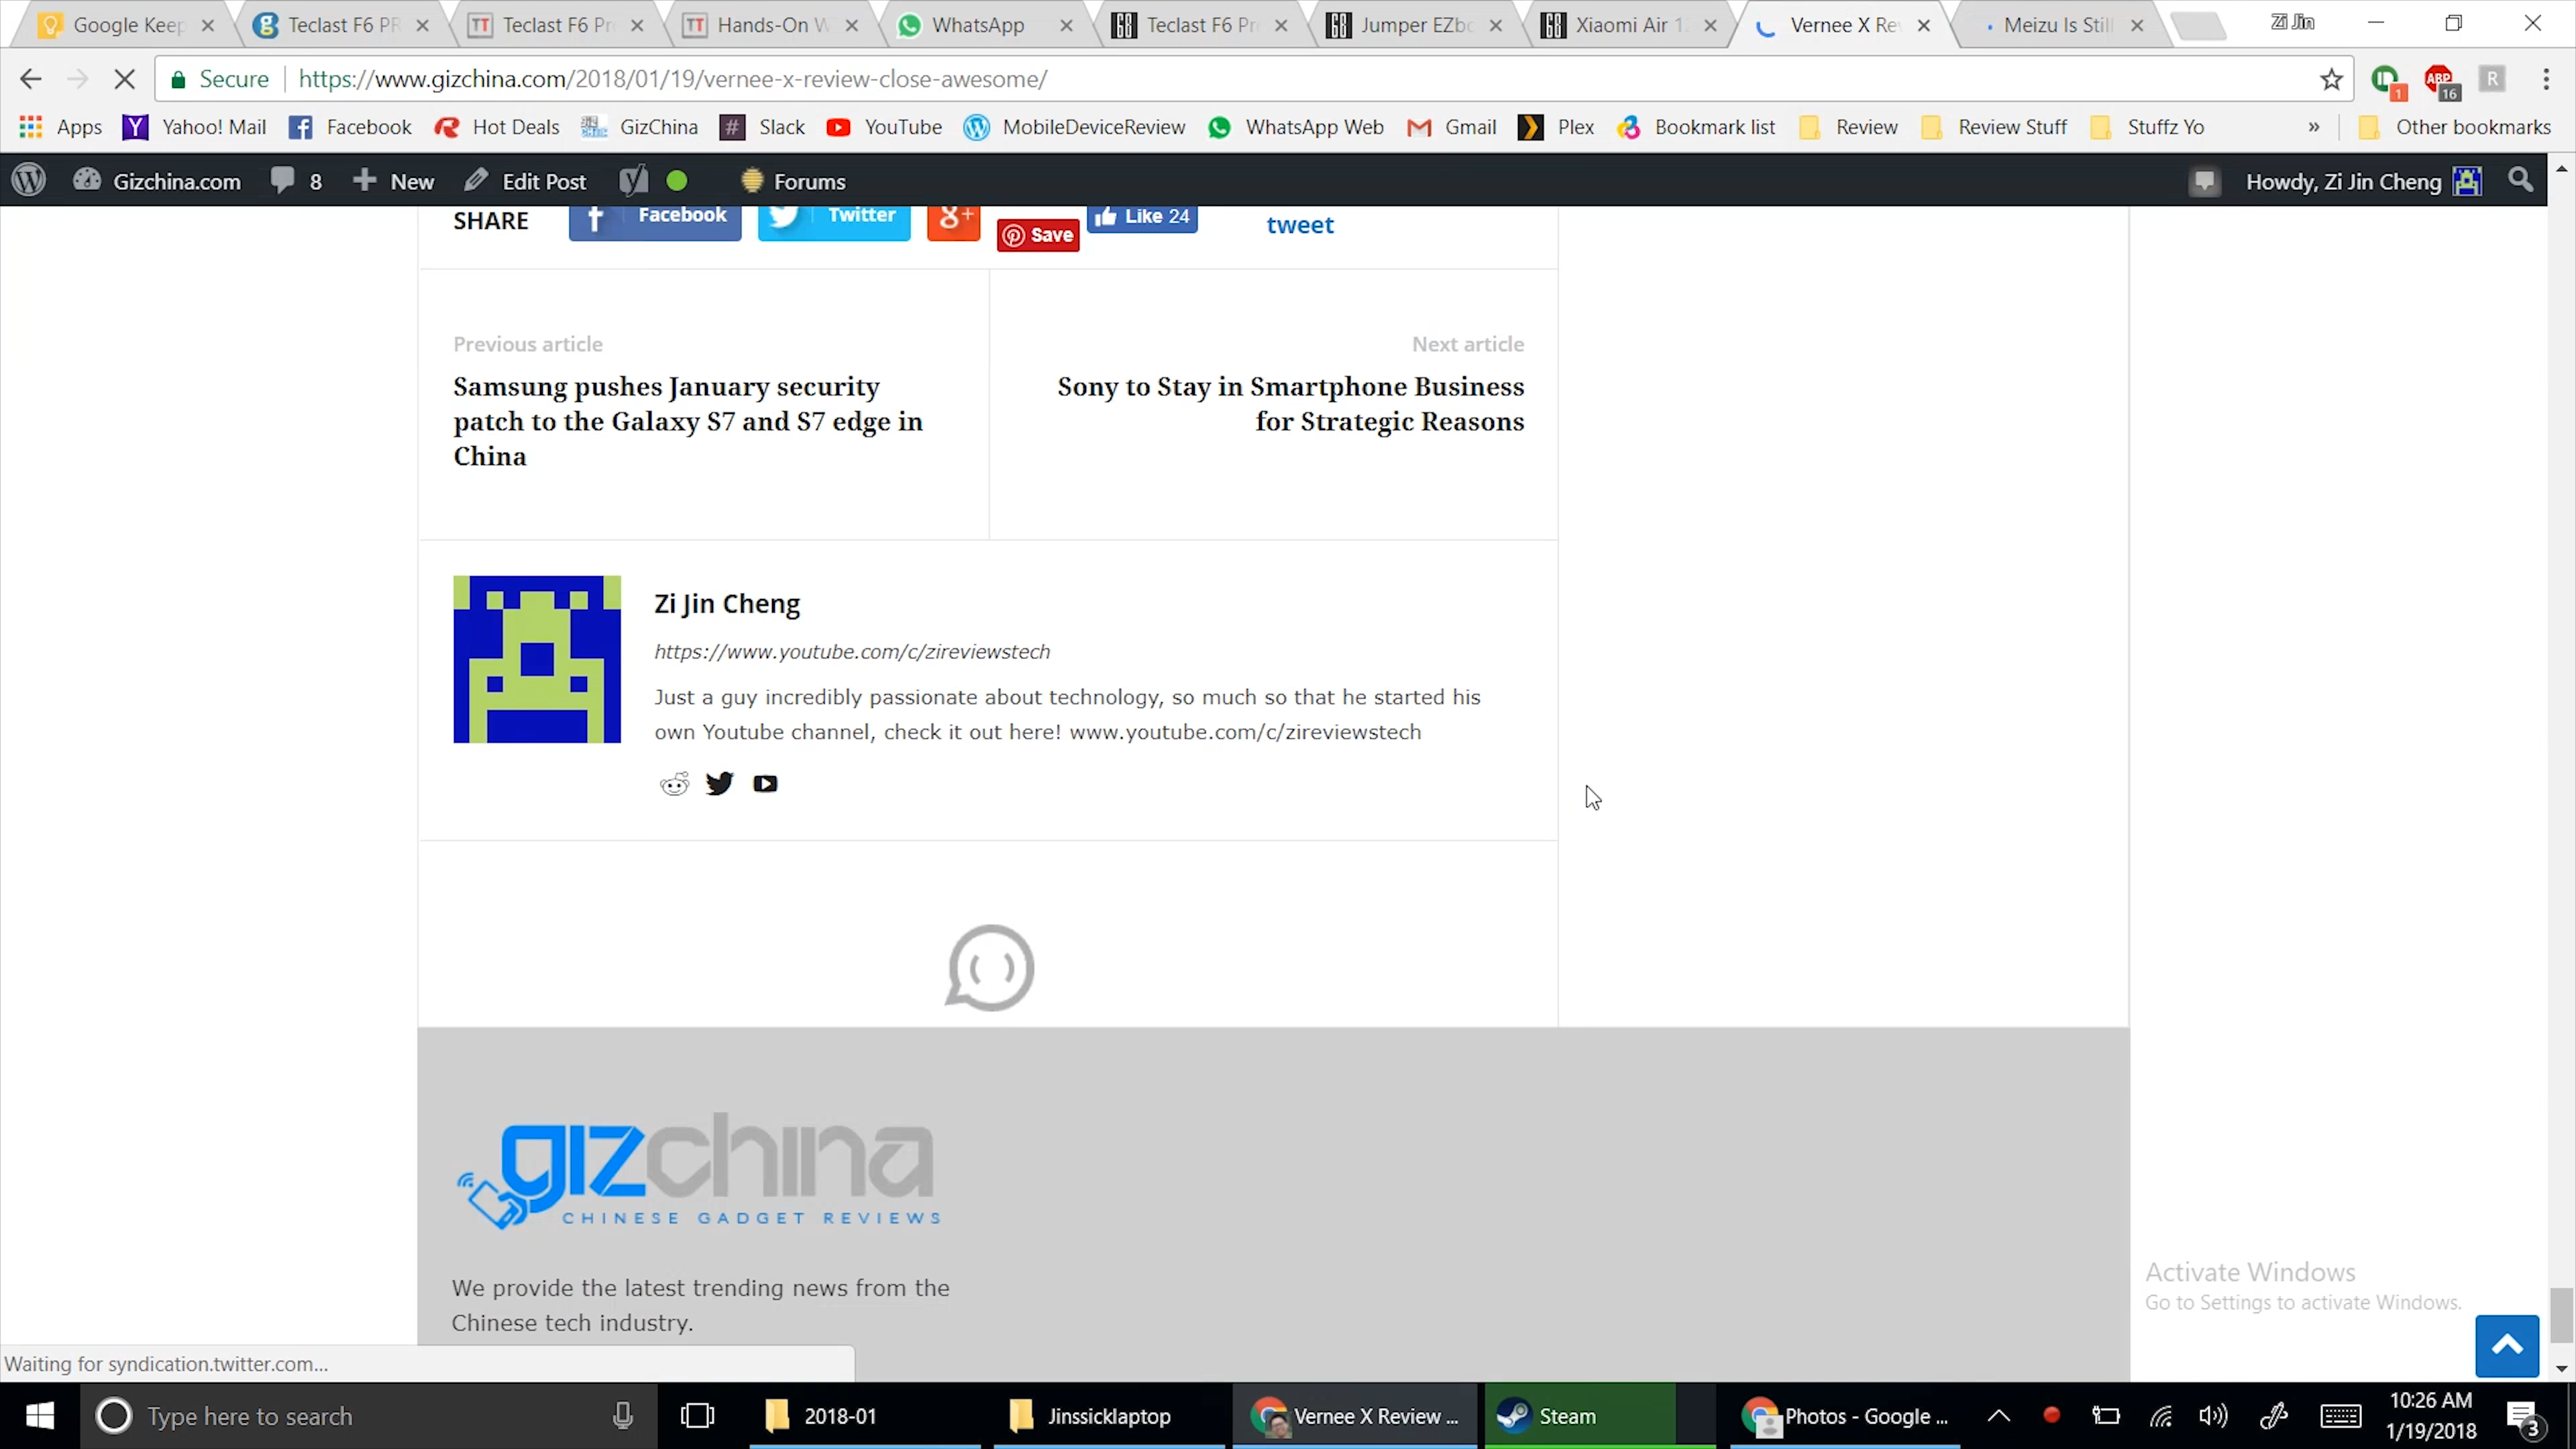 Google Keep
Teclast F6 PR
Teclast F6 Pr
Hands-On W
WhatsApp
Teclast F6 Pr
Jumper EZbo
Xiaomi Air 1
Vernee X Re
Meizu Is Still
Zi Jin
Secure
https://www.gizchina.com/2018/01/19/vernee-x-review-close-awesome/
1
ABP
16
R
Apps
Yahoo! Mail
Facebook
Hot Deals
GizChina
Slack
YouTube
MobileDeviceReview
WhatsApp Web
Gmail
Plex
Bookmark list
Review
Review Stuff
Stuffz Yo
»
Other bookmarks
Gizchina.com
8
New
Edit Post
Forums
Howdy, Zi Jin Cheng
SHARE
Facebook
Twitter
g+
Save
Like 24
tweet
Previous article
Samsung pushes January security
patch to the Galaxy S7 and S7 edge in
China
Next article
Sony to Stay in Smartphone Business
for Strategic Reasons
Zi Jin Cheng
https://www.youtube.com/c/zireviewstech
Just a guy incredibly passionate about technology, so much so that he started his
own Youtube channel, check it out here! www.youtube.com/c/zireviewstech
gizchina
CHINESE GADGET REVIEWS
We provide the latest trending news from the
Chinese tech industry.
Activate Windows
Go to Settings to activate Windows.
Waiting for syndication.twitter.com...
Type here to search
2018-01
Jinssicklaptop
Vernee X Review ...
Steam
Photos - Google ...
10:26 AM
1/19/2018
3